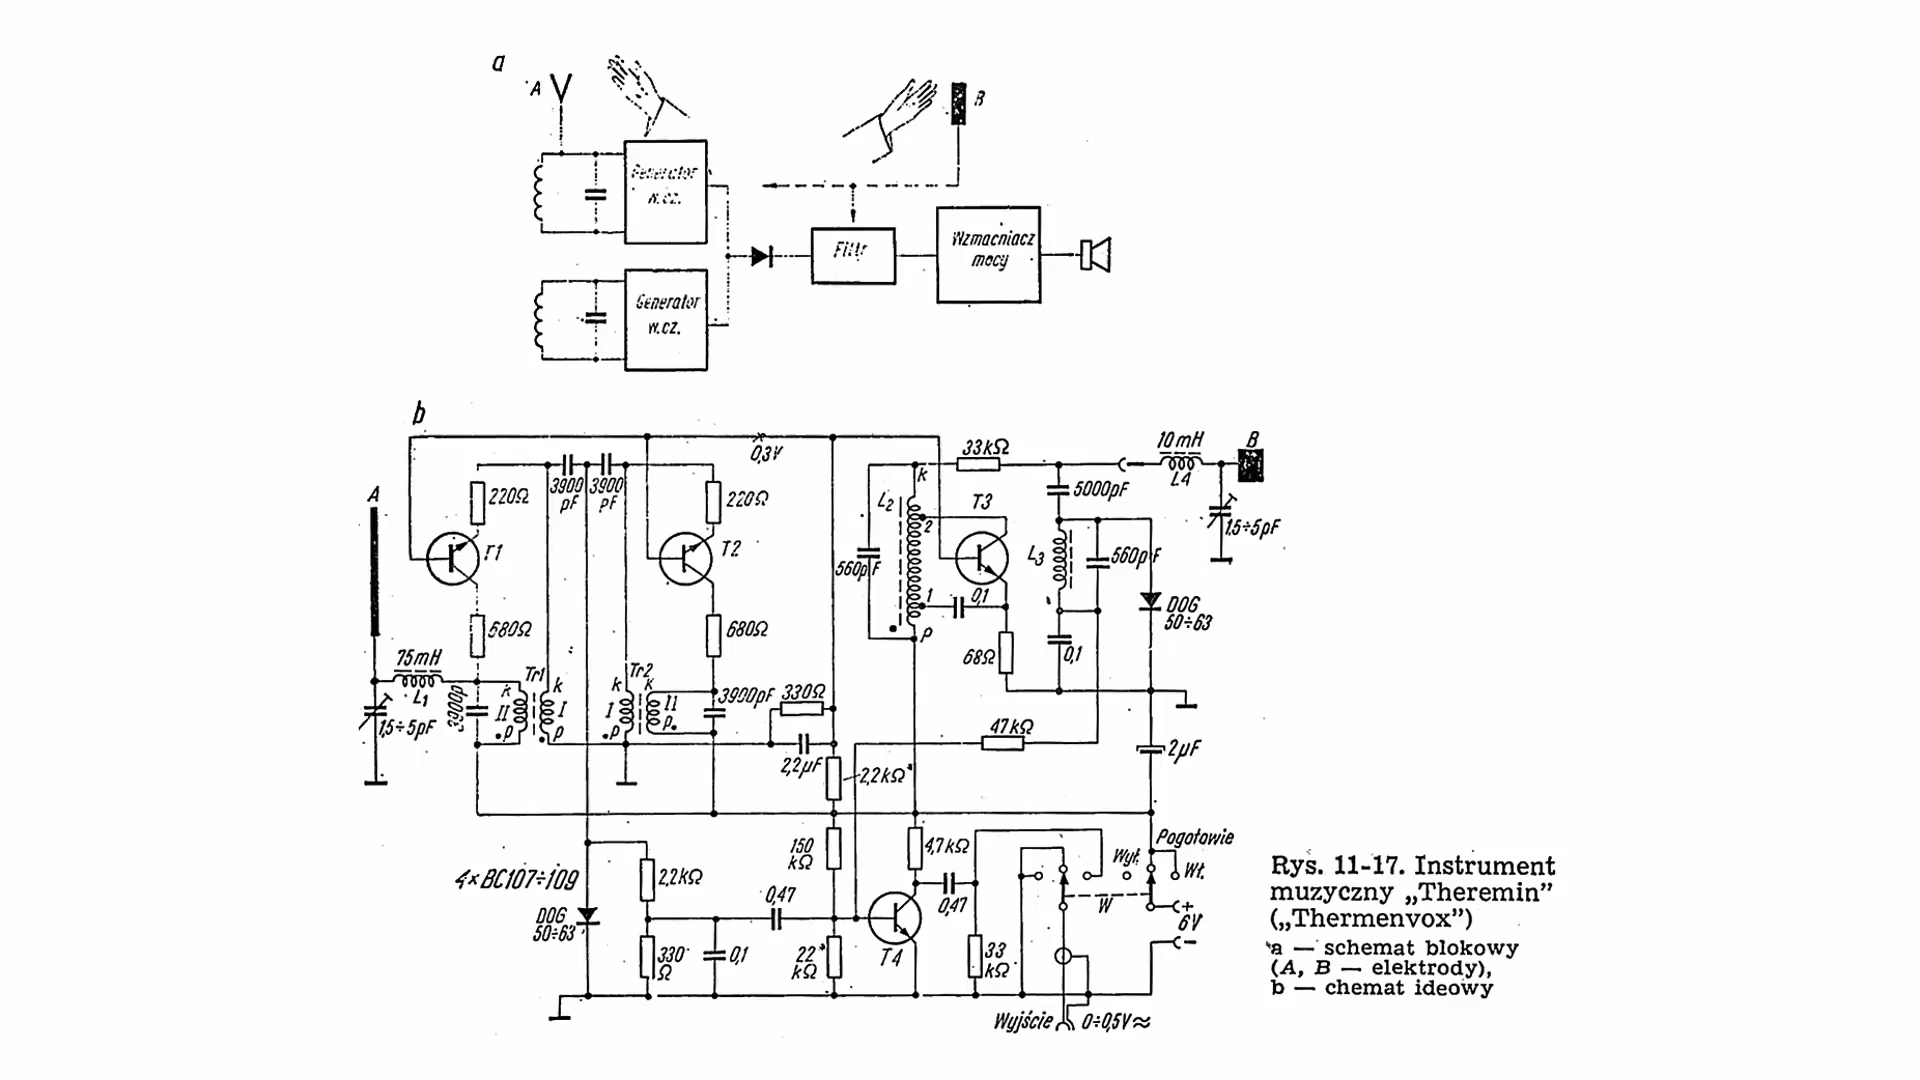 a
A
B
Generator
w.cz.
Generator
w.cz.
Filtr
Wzmacniacz
mocy
b
0,3V
33kΩ
10mH
B
L4
A
220Ω
3900
pF
3900
pF
220Ω
L2
k
2
T3
5000pF
1,5÷5pF
T1
T2
560pF
L3
560pF
1
0,1
p
DOG
50÷63
680Ω
680Ω
68Ω
0,1
75mH
L1
Tr1
Tr2
k
k
k
k
3900p
II
I
I
II
3900pF
330Ω
1,5÷5pF
p
p
p
p
2,2μF
47kΩ
2μF
2,2kΩ*
150
kΩ
4,7kΩ
Pogotowie
Wył.
Wł.
4×BC107÷109
2,2kΩ
0,47
0,47
W
+
6V
−
DOG
50÷63
330
Ω
0,1
22*
kΩ
T4
33
kΩ
Wyjście
0÷0,5V≈
Rys. 11-17. Instrument
muzyczny „Theremin”
(„Thermenvox”)
a — schemat blokowy
(A, B — elektrody),
b — chemat ideowy